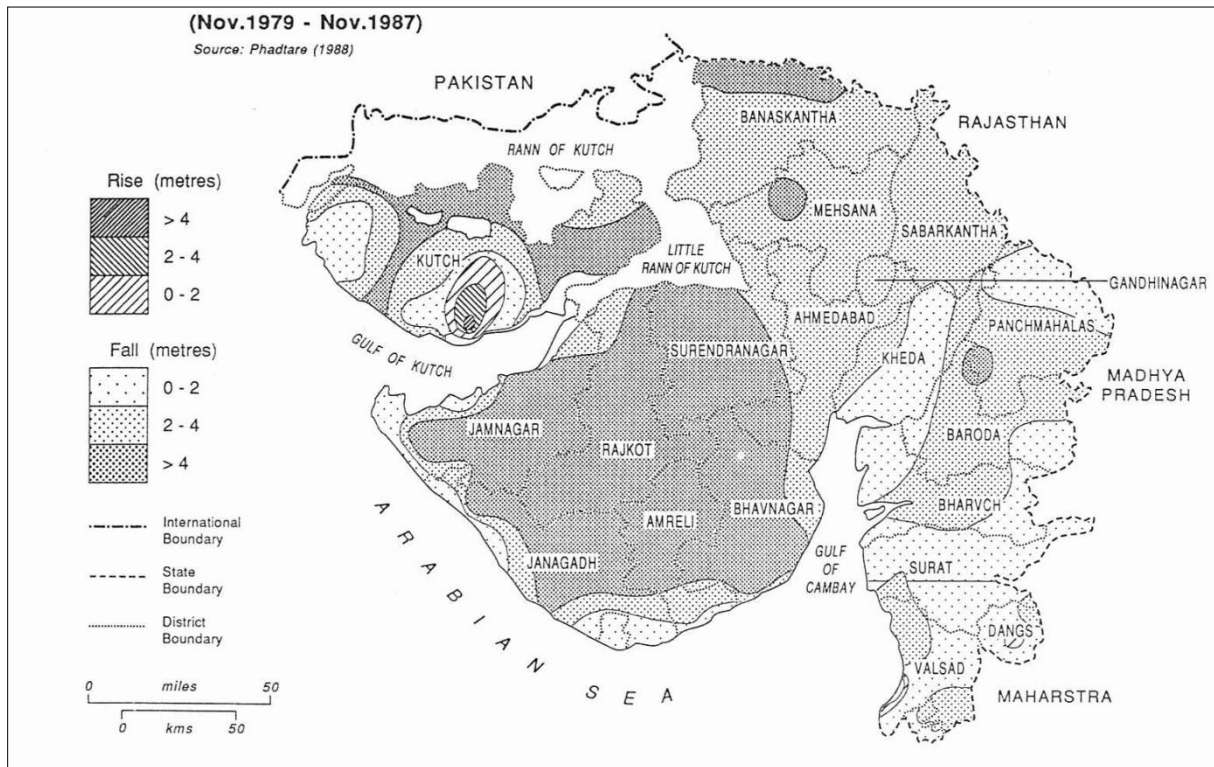 (Nov.1979 - Nov.1987)
Source: Phadtare (1988)
PAKISTAN
RANN OF KUTCH
BANASKANTHA
RAJASTHAN
Rise (metres)
> 4
2 - 4
0 - 2
MEHSANA
SABARKANTHA
KUTCH
LITTLE
RANN OF KUTCH
GANDHINAGAR
AHMEDABAD
PANCHMAHALAS
GULF OF KUTCH
SURENDRANAGAR
KHEDA
MADHYA
PRADESH
Fall (metres)
0 - 2
2 - 4
> 4
JAMNAGAR
RAJKOT
BARODA
AMRELI
BHAVNAGAR
BHARVCH
JANAGADH
GULF
OF
CAMBAY
SURAT
DANGS
VALSAD
MAHARSTRA
ARABIAN SEA
International
Boundary
State
Boundary
District
Boundary
0 miles 50
0 kms 50